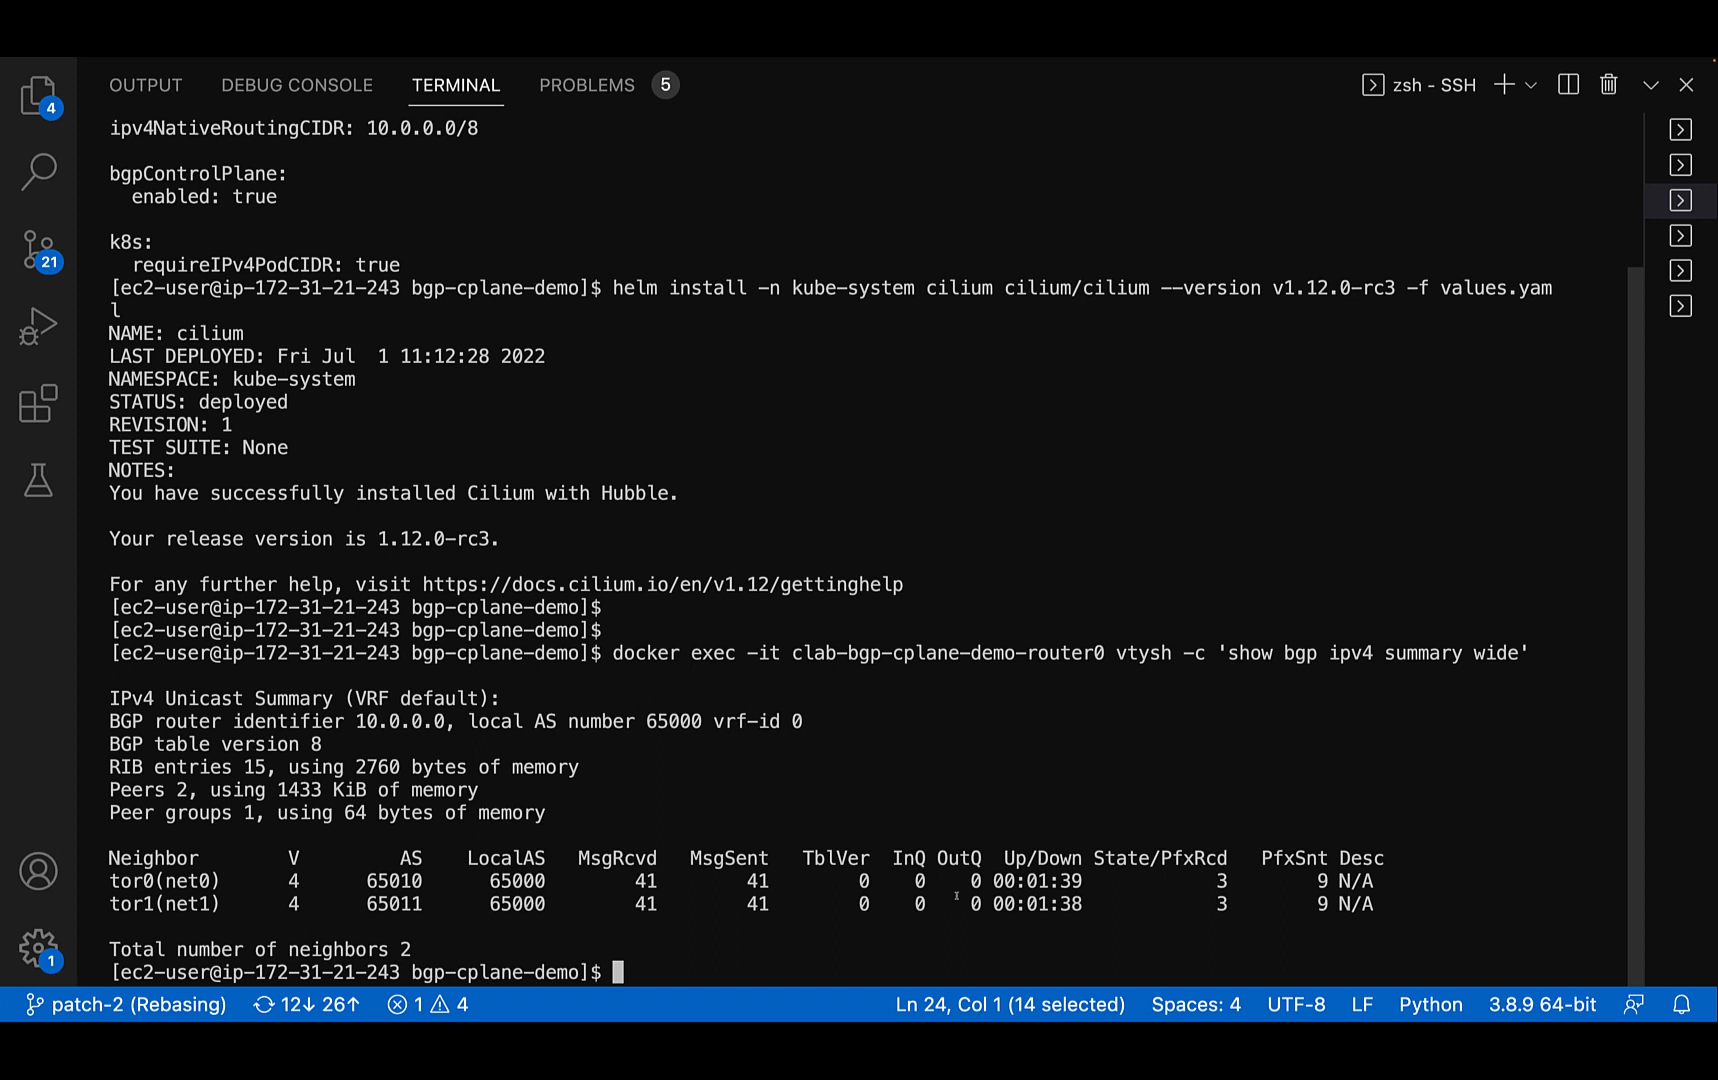 OUTPUT DEBUG CONSOLE TERMINAL PROBLEMS 5 zsh - SSH
4
21
1
ipv4NativeRoutingCIDR: 10.0.0.0/8
bgpControlPlane:
  enabled: true
k8s:
  requireIPv4PodCIDR: true
[ec2-user@ip-172-31-21-243 bgp-cplane-demo]$ helm install -n kube-system cilium cilium/cilium --version v1.12.0-rc3 -f values.yam
l
NAME: cilium
LAST DEPLOYED: Fri Jul  1 11:12:28 2022
NAMESPACE: kube-system
STATUS: deployed
REVISION: 1
TEST SUITE: None
NOTES:
You have successfully installed Cilium with Hubble.
Your release version is 1.12.0-rc3.
For any further help, visit https://docs.cilium.io/en/v1.12/gettinghelp
[ec2-user@ip-172-31-21-243 bgp-cplane-demo]$
[ec2-user@ip-172-31-21-243 bgp-cplane-demo]$
[ec2-user@ip-172-31-21-243 bgp-cplane-demo]$ docker exec -it clab-bgp-cplane-demo-router0 vtysh -c 'show bgp ipv4 summary wide'
IPv4 Unicast Summary (VRF default):
BGP router identifier 10.0.0.0, local AS number 65000 vrf-id 0
BGP table version 8
RIB entries 15, using 2760 bytes of memory
Peers 2, using 1433 KiB of memory
Peer groups 1, using 64 bytes of memory
Neighbor        V         AS    LocalAS   MsgRcvd   MsgSent   TblVer  InQ OutQ  Up/Down State/PfxRcd   PfxSnt Desc
tor0(net0)      4      65010      65000        41        41        0    0    0 00:01:39            3        9 N/A
tor1(net1)      4      65011      65000        41        41        0    0    0 00:01:38            3        9 N/A
Total number of neighbors 2
[ec2-user@ip-172-31-21-243 bgp-cplane-demo]$
patch-2 (Rebasing) 12↓ 26↑ 1 4 Ln 24, Col 1 (14 selected) Spaces: 4 UTF-8 LF Python 3.8.9 64-bit